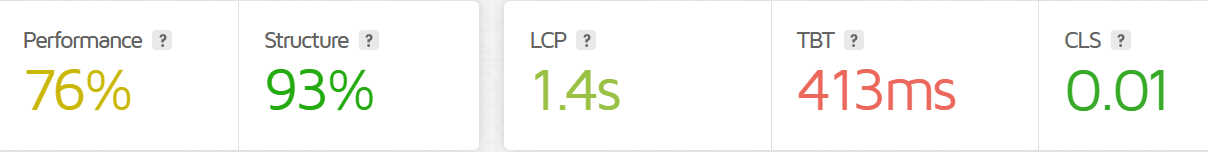 Performance ?
76%
Structure ?
93%
LCP ?
1.4s
TBT ?
413ms
CLS ?
0.01